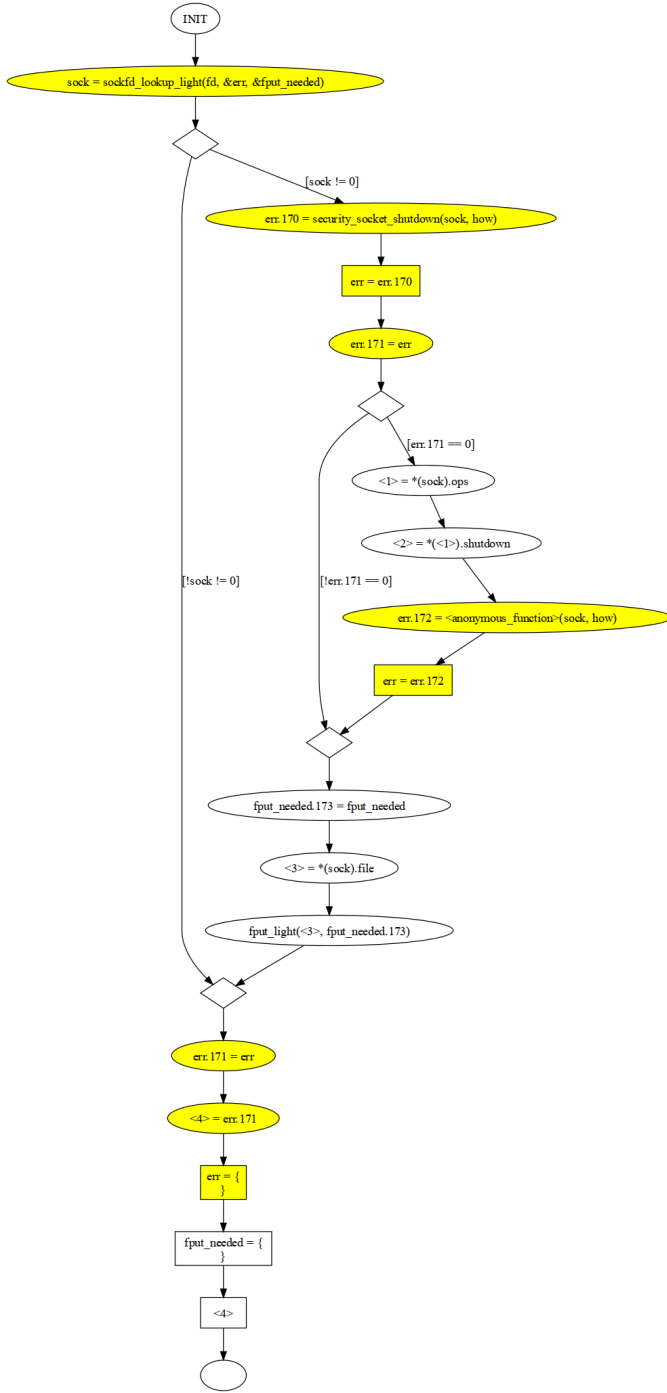 INIT
sock = sockfd_lookup_light(fd, &err, &fput_needed)
[sock != 0]
err.170 = security_socket_shutdown(sock, how)
err = err.170
err.171 = err
[err.171 == 0]
<1> = *(sock).ops
<2> = *(<1>).shutdown
[!sock != 0]
[!err.171 == 0]
err.172 = <anonymous_function>(sock, how)
err = err.172
fput_needed.173 = fput_needed
<3> = *(sock).file
fput_light(<3>, fput_needed.173)
err.171 = err
<4> = err.171
err = {
}
fput_needed = {
}
<4>